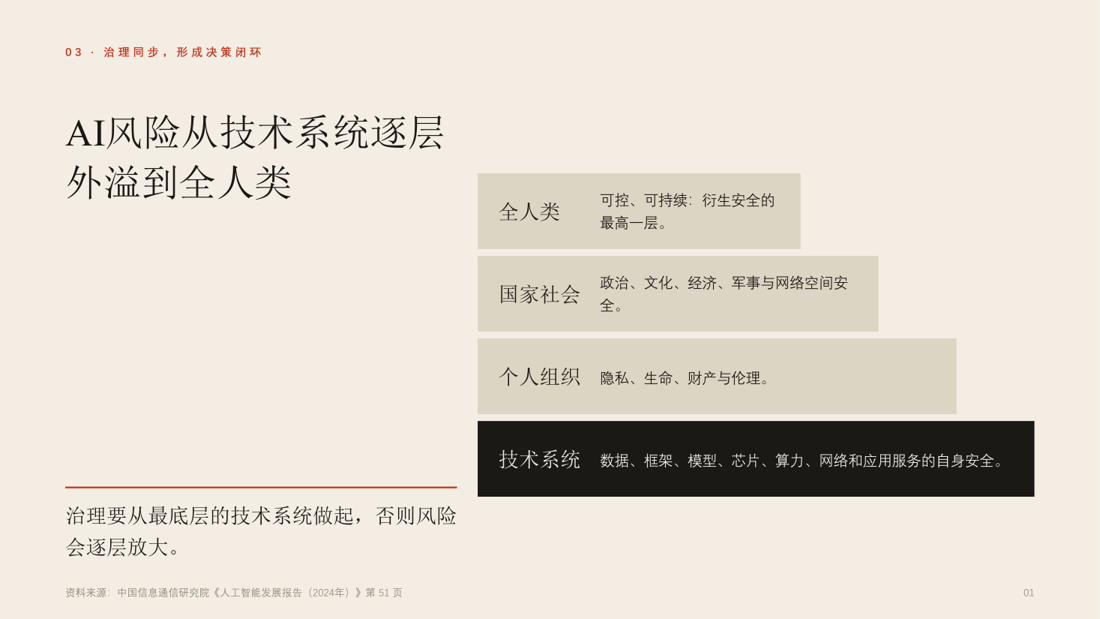 03 · 治理同步，形成决策闭环
AI风险从技术系统逐层
外溢到全人类
全人类
可控、可持续：衍生安全的
最高一层。
国家社会
政治、文化、经济、军事与网络空间安
全。
个人组织
隐私、生命、财产与伦理。
技术系统
数据、框架、模型、芯片、算力、网络和应用服务的自身安全。
治理要从最底层的技术系统做起，否则风险
会逐层放大。
资料来源：中国信息通信研究院《人工智能发展报告（2024年）》第 51 页
01